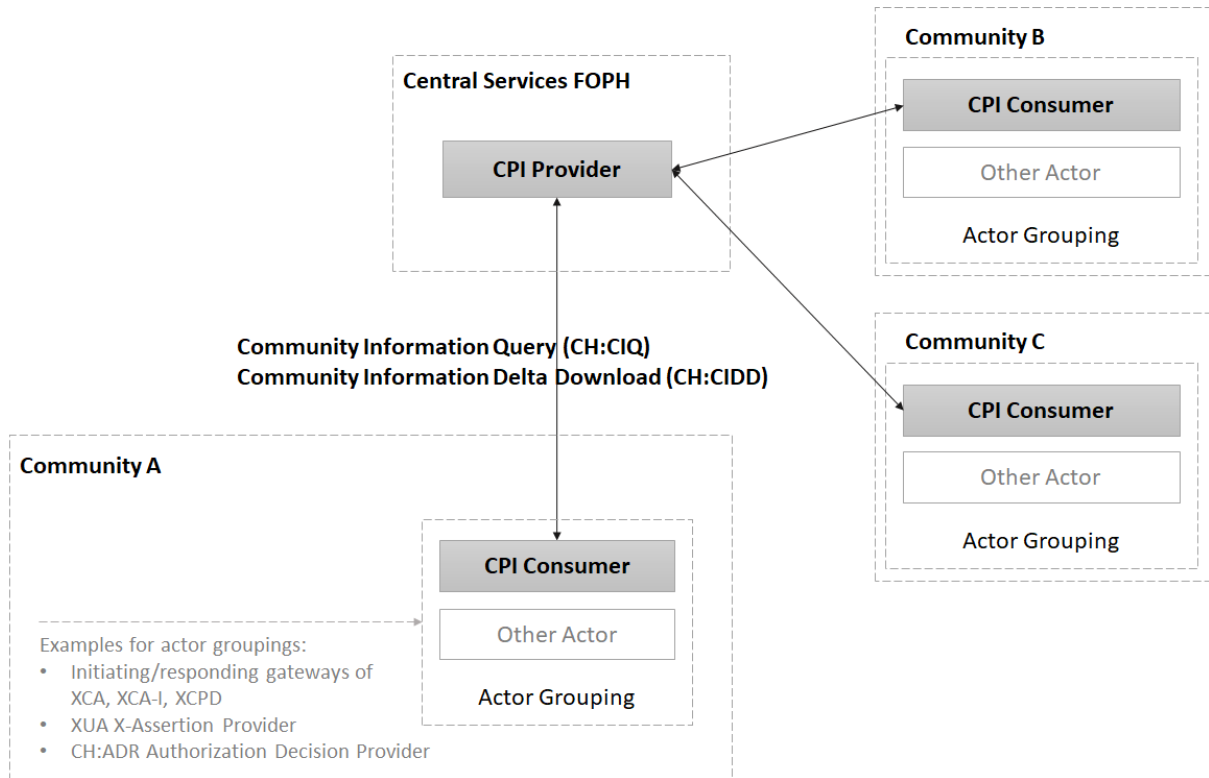 Central Services FOPH
CPI Provider
Community B
CPI Consumer
Other Actor
Actor Grouping
Community C
CPI Consumer
Other Actor
Actor Grouping
Community Information Query (CH:CIQ)
Community Information Delta Download (CH:CIDD)
Community A
CPI Consumer
Other Actor
Actor Grouping
Examples for actor groupings:
• Initiating/responding gateways of
XCA, XCA-I, XCPD
• XUA X-Assertion Provider
• CH:ADR Authorization Decision Provider